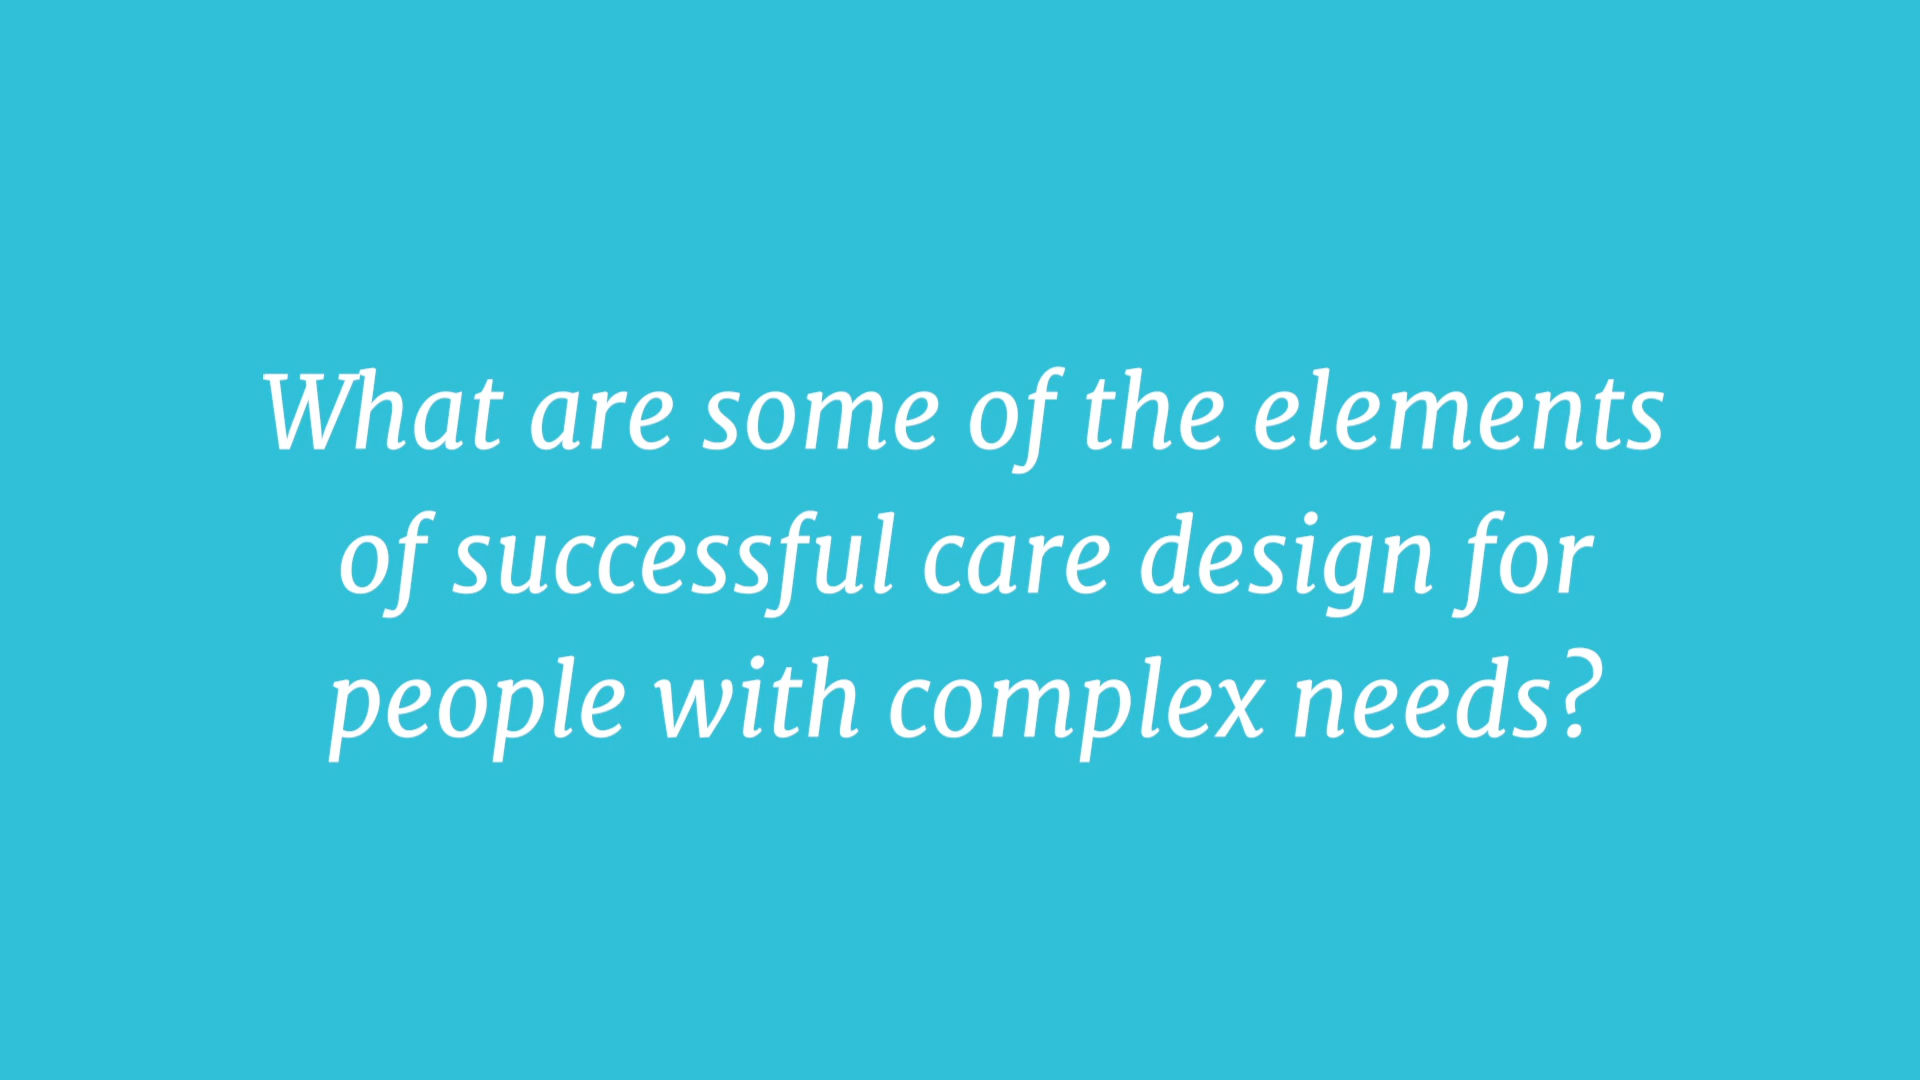 What are some of the elements
of successful care design for
people with complex needs?